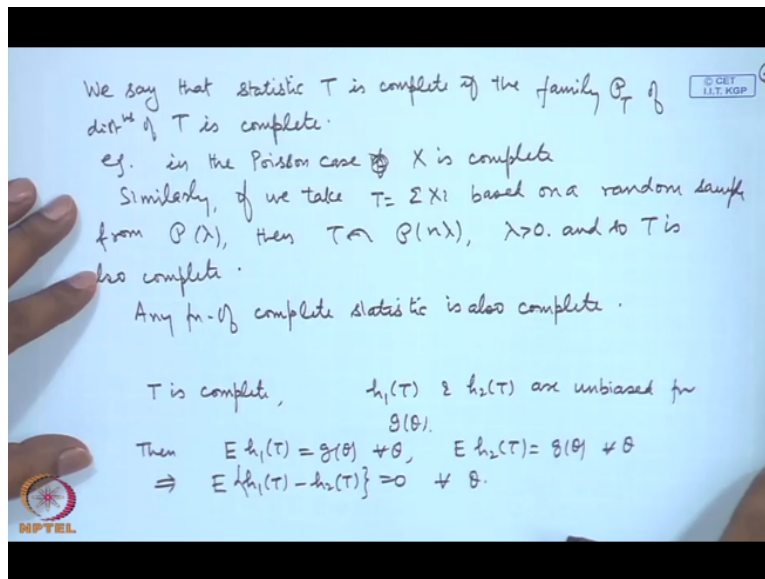 We say that statistic T is complete if the family 𝒫_T of
distⁿˢ of T is complete.
© CET
I.I.T. KGP
eg. in the Poisson case X is complete
Similarly, if we take T = Σ Xi based on a random sample
from P(λ), then T ~ P(nλ), λ>0. and so T is
also complete.
Any fn. of complete statistic is also complete.
T is complete, h₁(T) & h₂(T) are unbiased for
g(θ).
Then E h₁(T) = g(θ) ∀ θ, E h₂(T) = g(θ) ∀ θ
⇒ E {h₁(T) – h₂(T)} = 0 ∀ θ.
NPTEL